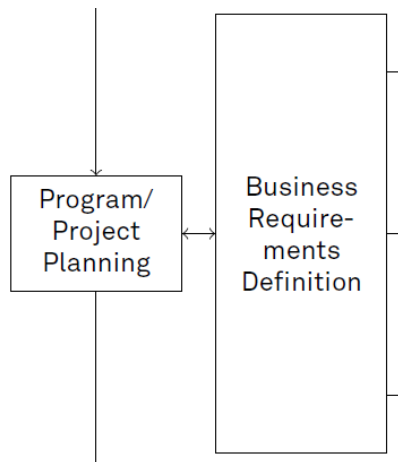 Program/
Project
Planning
Business
Require-
ments
Definition